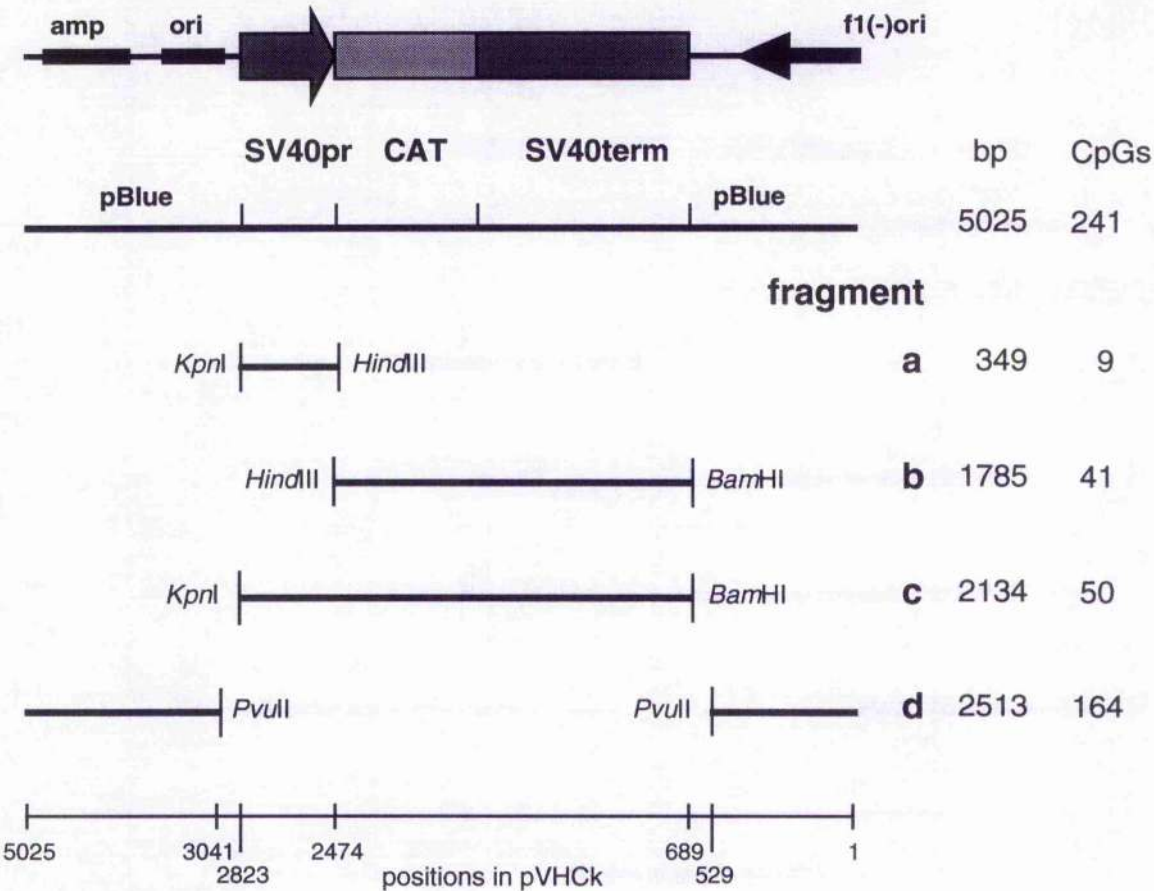 amp ori f1(-)ori
SV40pr CAT SV40term bp CpGs
pBlue pBlue
5025 241
fragment
KpnI HindIII a 349 9
HindIII BamHI b 1785 41
KpnI BamHI c 2134 50
PvuII PvuII d 2513 164
5025 3041 2474 689 1
2823 positions in pVHCk 529